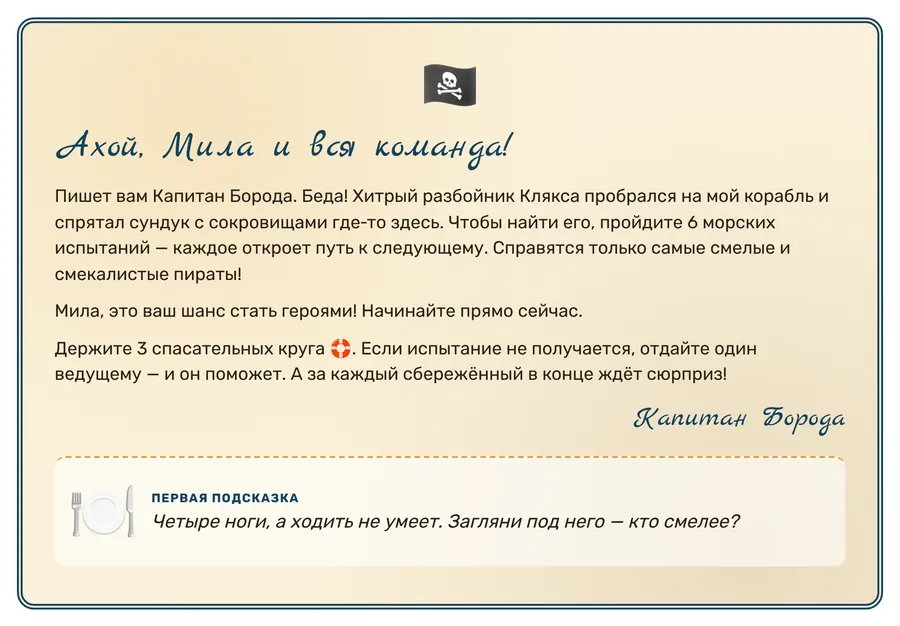 Ахой, Мила и вся команда!
Пишет вам Капитан Борода. Беда! Хитрый разбойник Клякса пробрался на мой корабль и
спрятал сундук с сокровищами где-то здесь. Чтобы найти его, пройдите 6 морских
испытаний — каждое откроет путь к следующему. Справятся только самые смелые и
смекалистые пираты!
Мила, это ваш шанс стать героями! Начинайте прямо сейчас.
Держите 3 спасательных круга 🛟. Если испытание не получается, отдайте один
ведущему — и он поможет. А за каждый сбережённый в конце ждёт сюрприз!
Капитан Борода
ПЕРВАЯ ПОДСКАЗКА
Четыре ноги, а ходить не умеет. Загляни под него — кто смелее?